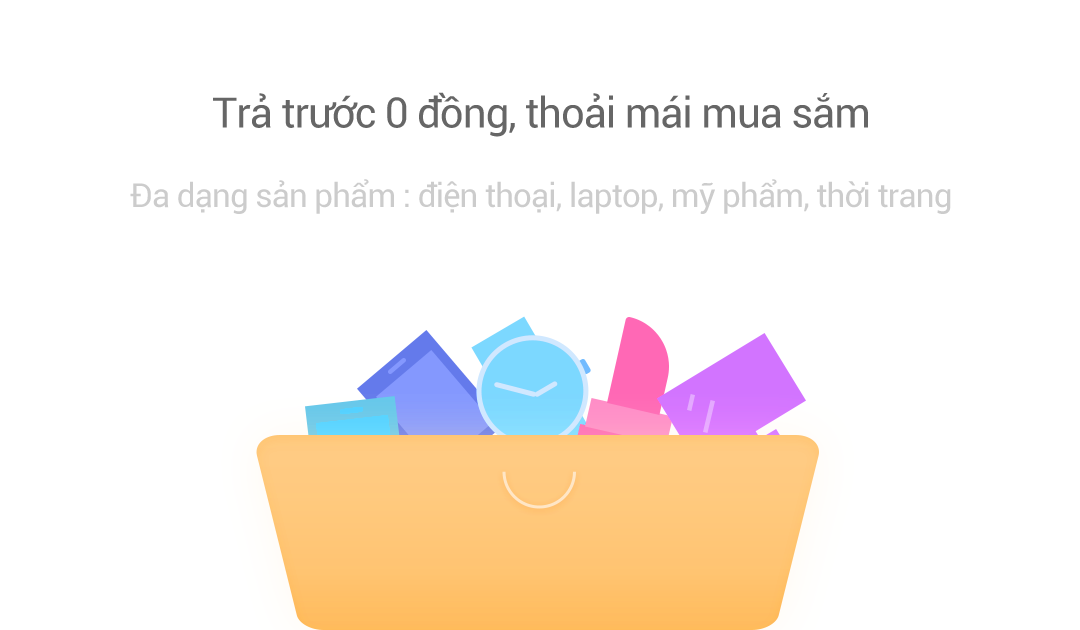 Trả trước 0 đồng, thoải mái mua sắm
Đa dạng sản phẩm : điện thoại, laptop, mỹ phẩm, thời trang